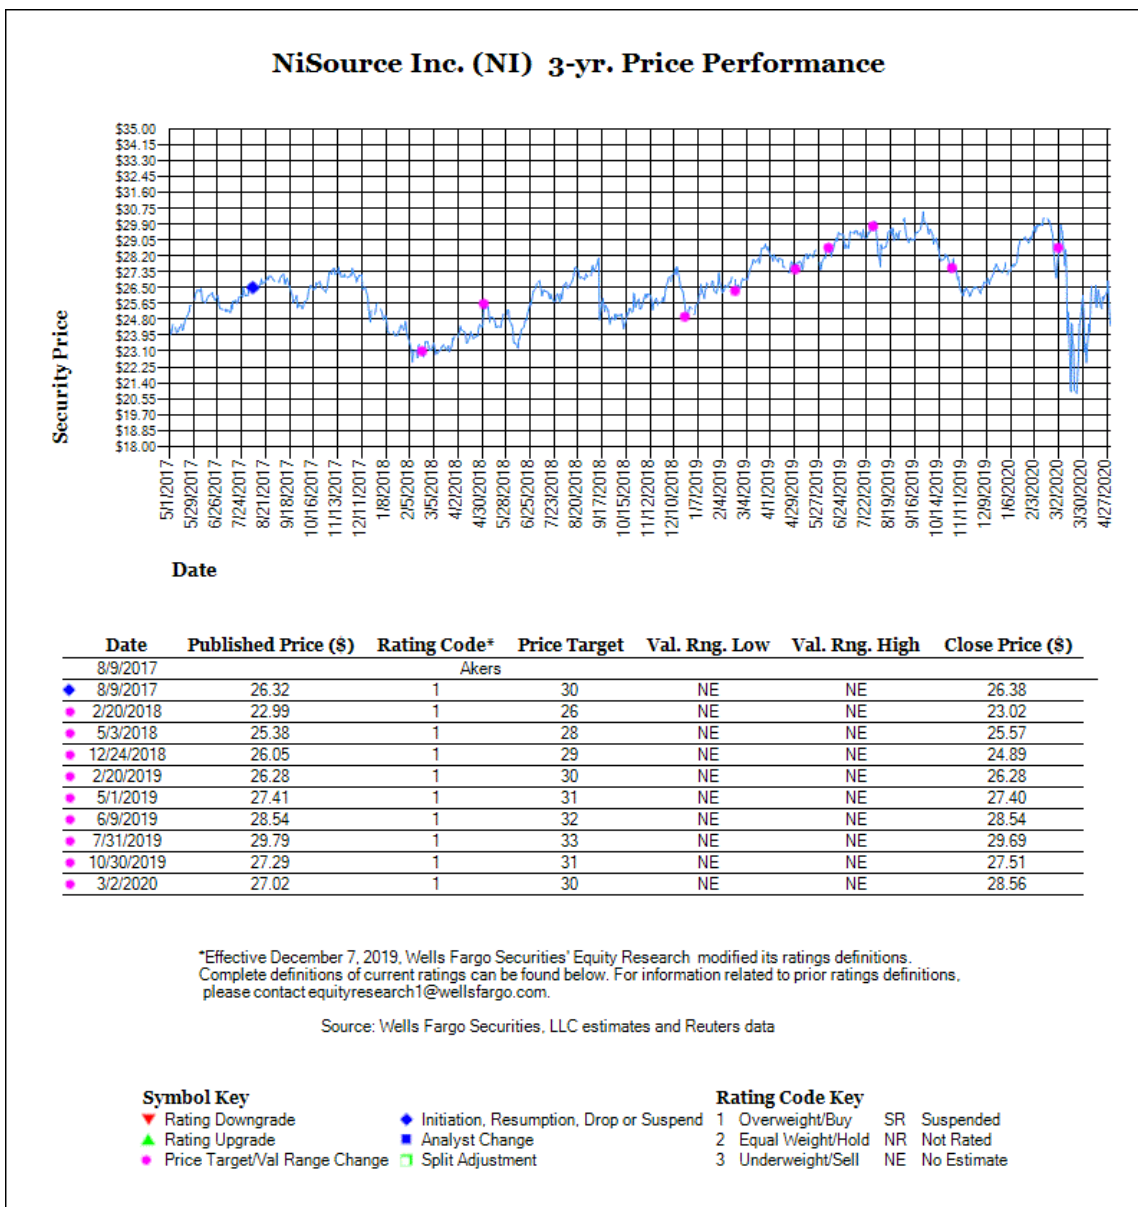 NiSource Inc. (NI)  3-yr. Price Performance
$35.00
$34.15
$33.30
$32.45
$31.60
$30.75
$29.90
$29.05
$28.20
$27.35
$26.50
$25.65
$24.80
$23.95
$23.10
$22.25
$21.40
$20.55
$19.70
$18.85
$18.00
Security Price
5/1/2017
5/29/2017
6/26/2017
7/24/2017
8/21/2017
9/18/2017
10/16/2017
11/13/2017
12/11/2017
1/8/2018
2/5/2018
3/5/2018
4/2/2018
4/30/2018
5/28/2018
6/25/2018
7/23/2018
8/20/2018
9/17/2018
10/15/2018
11/12/2018
12/10/2018
1/7/2019
2/4/2019
3/4/2019
4/1/2019
4/29/2019
5/27/2019
6/24/2019
7/22/2019
8/19/2019
9/16/2019
10/14/2019
11/11/2019
12/9/2019
1/6/2020
2/3/2020
3/2/2020
3/30/2020
4/27/2020
Date
Date Published Price ($) Rating Code* Price Target Val. Rng. Low Val. Rng. High Close Price ($)
8/9/2017 Akers
8/9/2017 26.32 1 30 NE NE 26.38
2/20/2018 22.99 1 26 NE NE 23.02
5/3/2018 25.38 1 28 NE NE 25.57
12/24/2018 26.05 1 29 NE NE 24.89
2/20/2019 26.28 1 30 NE NE 26.28
5/1/2019 27.41 1 31 NE NE 27.40
6/9/2019 28.54 1 32 NE NE 28.54
7/31/2019 29.79 1 33 NE NE 29.69
10/30/2019 27.29 1 31 NE NE 27.51
3/2/2020 27.02 1 30 NE NE 28.56
*Effective December 7, 2019, Wells Fargo Securities' Equity Research modified its ratings definitions.
Complete definitions of current ratings can be found below. For information related to prior ratings definitions,
please contact equityresearch1@wellsfargo.com.
Source: Wells Fargo Securities, LLC estimates and Reuters data
Symbol Key Rating Code Key
Rating Downgrade Initiation, Resumption, Drop or Suspend 1 Overweight/Buy SR Suspended
Rating Upgrade Analyst Change 2 Equal Weight/Hold NR Not Rated
Price Target/Val Range Change Split Adjustment 3 Underweight/Sell NE No Estimate